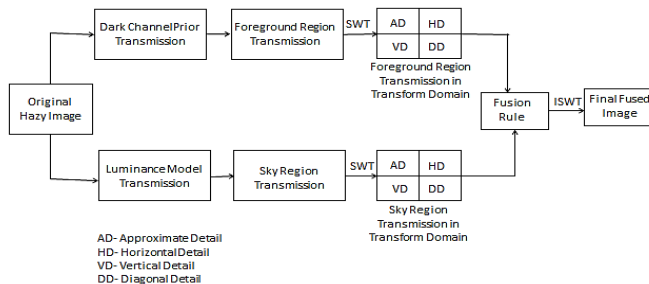 Dark Channel Prior
Transmission
Foreground Region
Transmission
SWT
AD
HD
VD
DD
Foreground Region
Transmission in
Transform Domain
Original
Hazy Image
Fusion
Rule
ISWT
Final Fused
Image
Luminance Model
Transmission
Sky Region
Transmission
SWT
AD
HD
VD
DD
Sky Region
Transmission in
Transform Domain
AD- Approximate Detail
HD- Horizontal Detail
VD- Vertical Detail
DD- Diagonal Detail